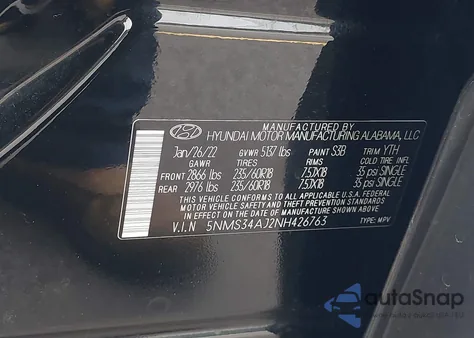 MANUFACTURED BY
HYUNDAI MOTOR MANUFACTURING ALABAMA, LLC
Jan/26/22 GVWR 5137 lbs PAINT S3B TRIM YTH
GAWR TIRES RIMS COLD TIRE INFL
FRONT 2866 lbs 235/60R18 7.5JX18 35 psi SINGLE
REAR 2976 lbs 235/60R18 7.5JX18 35 psi SINGLE
THIS VEHICLE CONFORMS TO ALL APPLICABLE U.S.A. FEDERAL
MOTOR VEHICLE SAFETY AND THEFT PREVENTION STANDARDS IN
EFFECT ON THE DATE OF MANUFACTURE SHOWN ABOVE.
V.I.N 5NMS34AJ2NH426763 TYPE: MPV
autaSnap